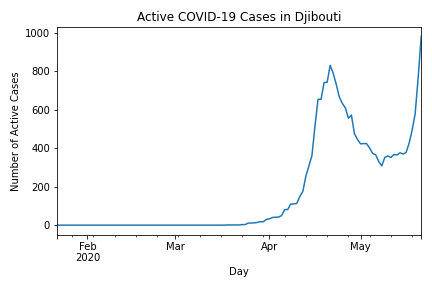 Active COVID-19 Cases in Djibouti
1000
800
600
400
200
0
Number of Active Cases
Feb
2020
Mar
Apr
May
Day